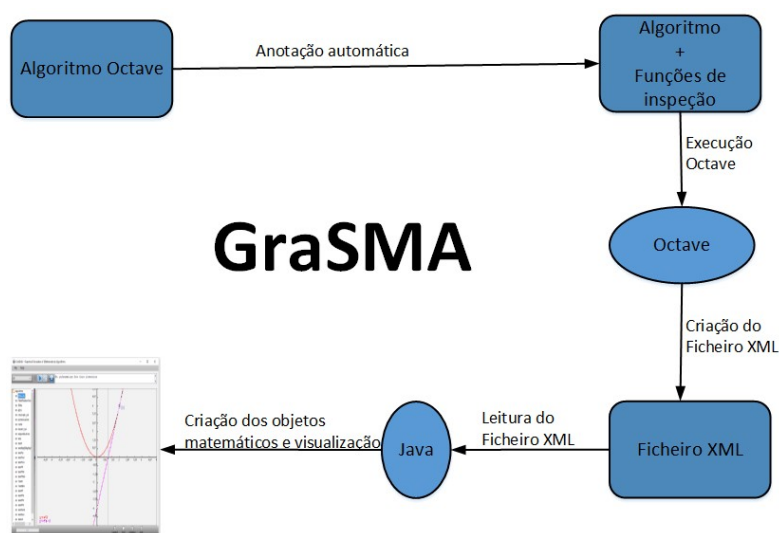 Algoritmo Octave
Anotação automática
Algoritmo
+
Funções de
inspeção
Execução
Octave
GraSMA
Octave
Criação do
Ficheiro XML
Criação dos objetos
matemáticos e visualização
Java
Leitura do
Ficheiro XML
Ficheiro XML